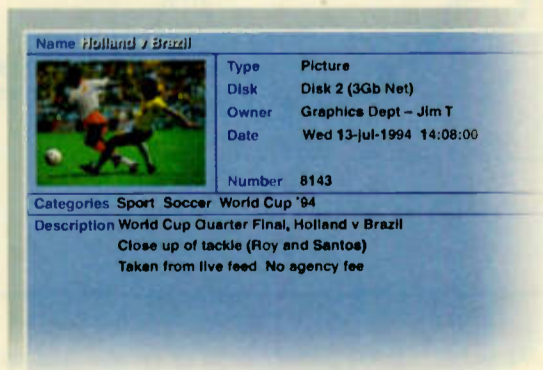 Name Holland v Brazil
Type Picture
Disk Disk 2 (3Gb Net)
Owner Graphics Dept – Jim T
Date Wed 13-jul-1994 14:08:00
Number 8143
Categories Sport Soccer World Cup '94
Description World Cup Quarter Final, Holland v Brazil
Close up of tackle (Roy and Santos)
Taken from live feed No agency fee